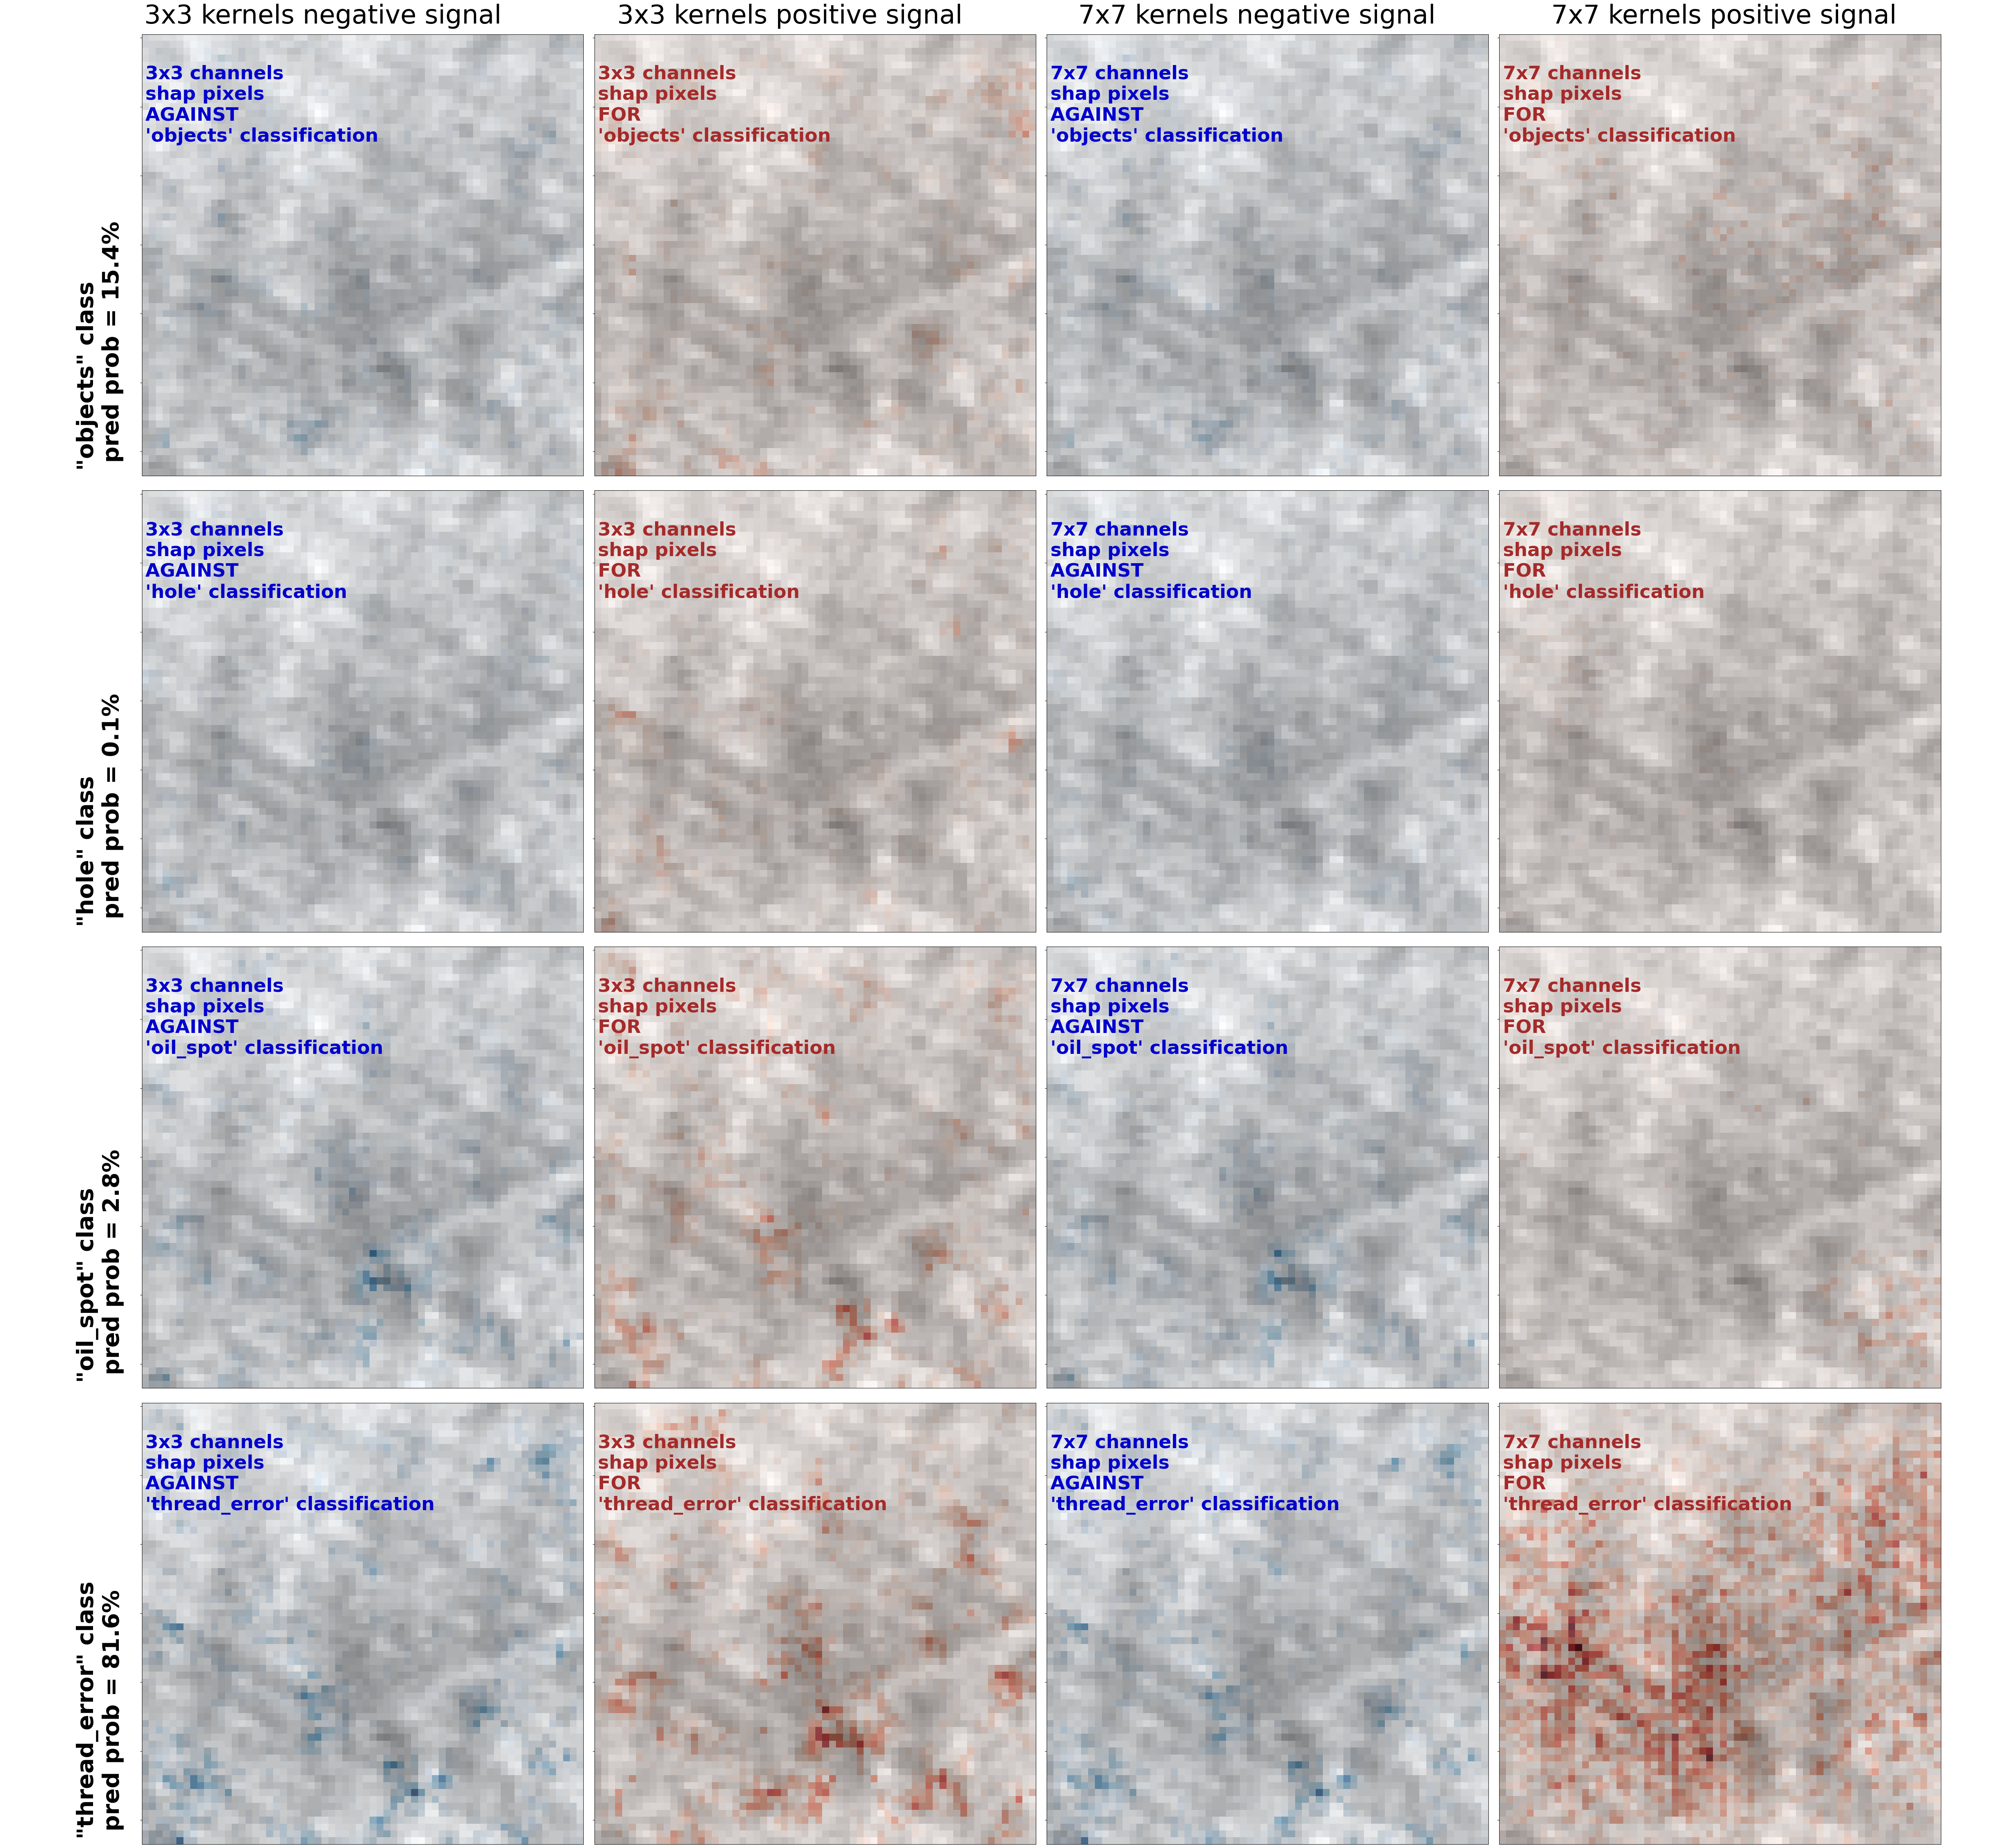 3x3 kernels negative signal
3x3 kernels positive signal
7x7 kernels negative signal
7x7 kernels positive signal
"objects" class
pred prob = 15.4%
3x3 channels
shap pixels
AGAINST
'objects' classification
3x3 channels
shap pixels
FOR
'objects' classification
7x7 channels
shap pixels
AGAINST
'objects' classification
7x7 channels
shap pixels
FOR
'objects' classification
"hole" class
pred prob = 0.1%
3x3 channels
shap pixels
AGAINST
'hole' classification
3x3 channels
shap pixels
FOR
'hole' classification
7x7 channels
shap pixels
AGAINST
'hole' classification
7x7 channels
shap pixels
FOR
'hole' classification
"oil_spot" class
pred prob = 2.8%
3x3 channels
shap pixels
AGAINST
'oil_spot' classification
3x3 channels
shap pixels
FOR
'oil_spot' classification
7x7 channels
shap pixels
AGAINST
'oil_spot' classification
7x7 channels
shap pixels
FOR
'oil_spot' classification
"thread_error" class
pred prob = 81.6%
3x3 channels
shap pixels
AGAINST
'thread_error' classification
3x3 channels
shap pixels
FOR
'thread_error' classification
7x7 channels
shap pixels
AGAINST
'thread_error' classification
7x7 channels
shap pixels
FOR
'thread_error' classification